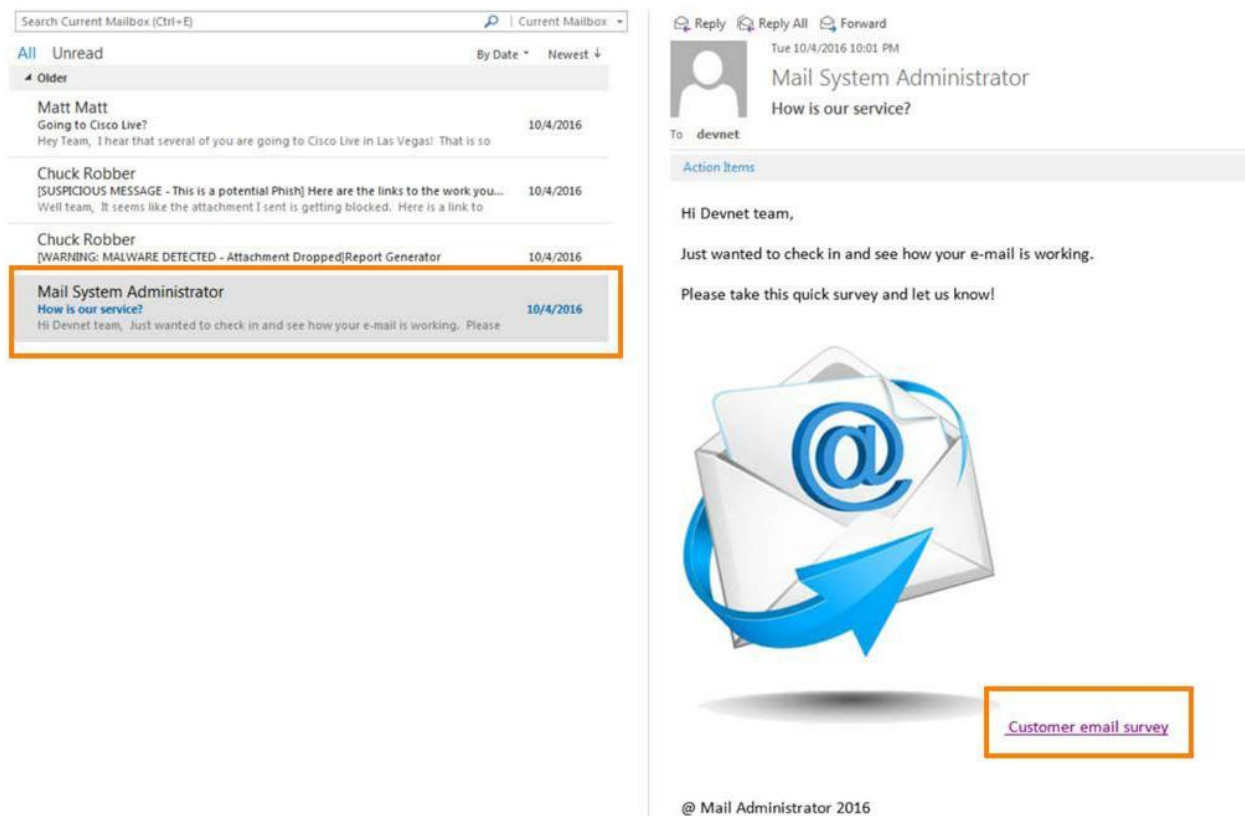 Search Current Mailbox (Ctrl+E) Current Mailbox
All Unread By Date Newest ↓
Older
Matt Matt
Going to Cisco Live? 10/4/2016
Hey Team, I hear that several of you are going to Cisco Live in Las Vegas! That is so
Chuck Robber
[SUSPICIOUS MESSAGE - This is a potential Phish] Here are the links to the work you... 10/4/2016
Well team, It seems like the attachment I sent is getting blocked. Here is a link to
Chuck Robber
[WARNING: MALWARE DETECTED - Attachment Dropped]Report Generator 10/4/2016
Mail System Administrator
How is our service? 10/4/2016
Hi Devnet team, Just wanted to check in and see how your e-mail is working. Please
Reply Reply All Forward
Tue 10/4/2016 10:01 PM
Mail System Administrator
How is our service?
To devnet
Action Items
Hi Devnet team,
Just wanted to check in and see how your e-mail is working.
Please take this quick survey and let us know!
@
Customer email survey
@ Mail Administrator 2016